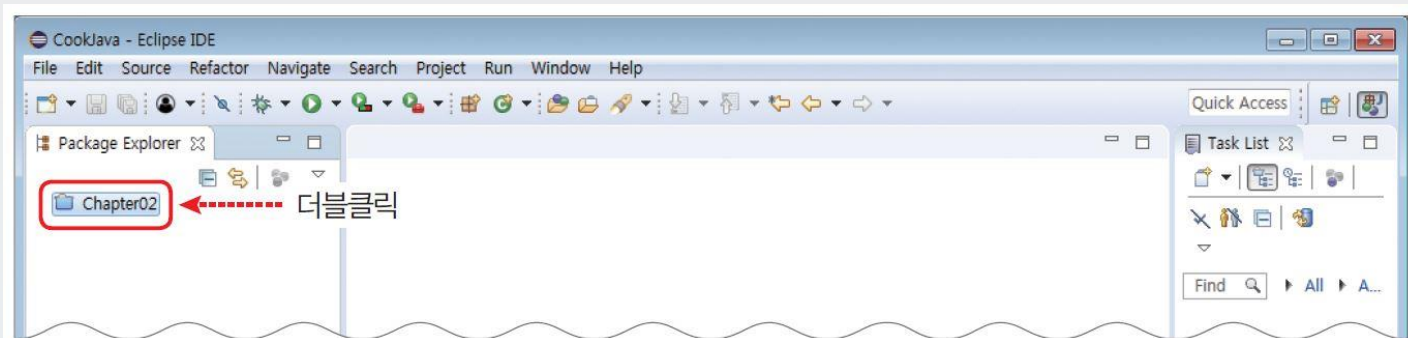 CookJava - Eclipse IDE
File Edit Source Refactor Navigate Search Project Run Window Help
Quick Access
Package Explorer
Task List
Chapter02
더블클릭
Find All A...